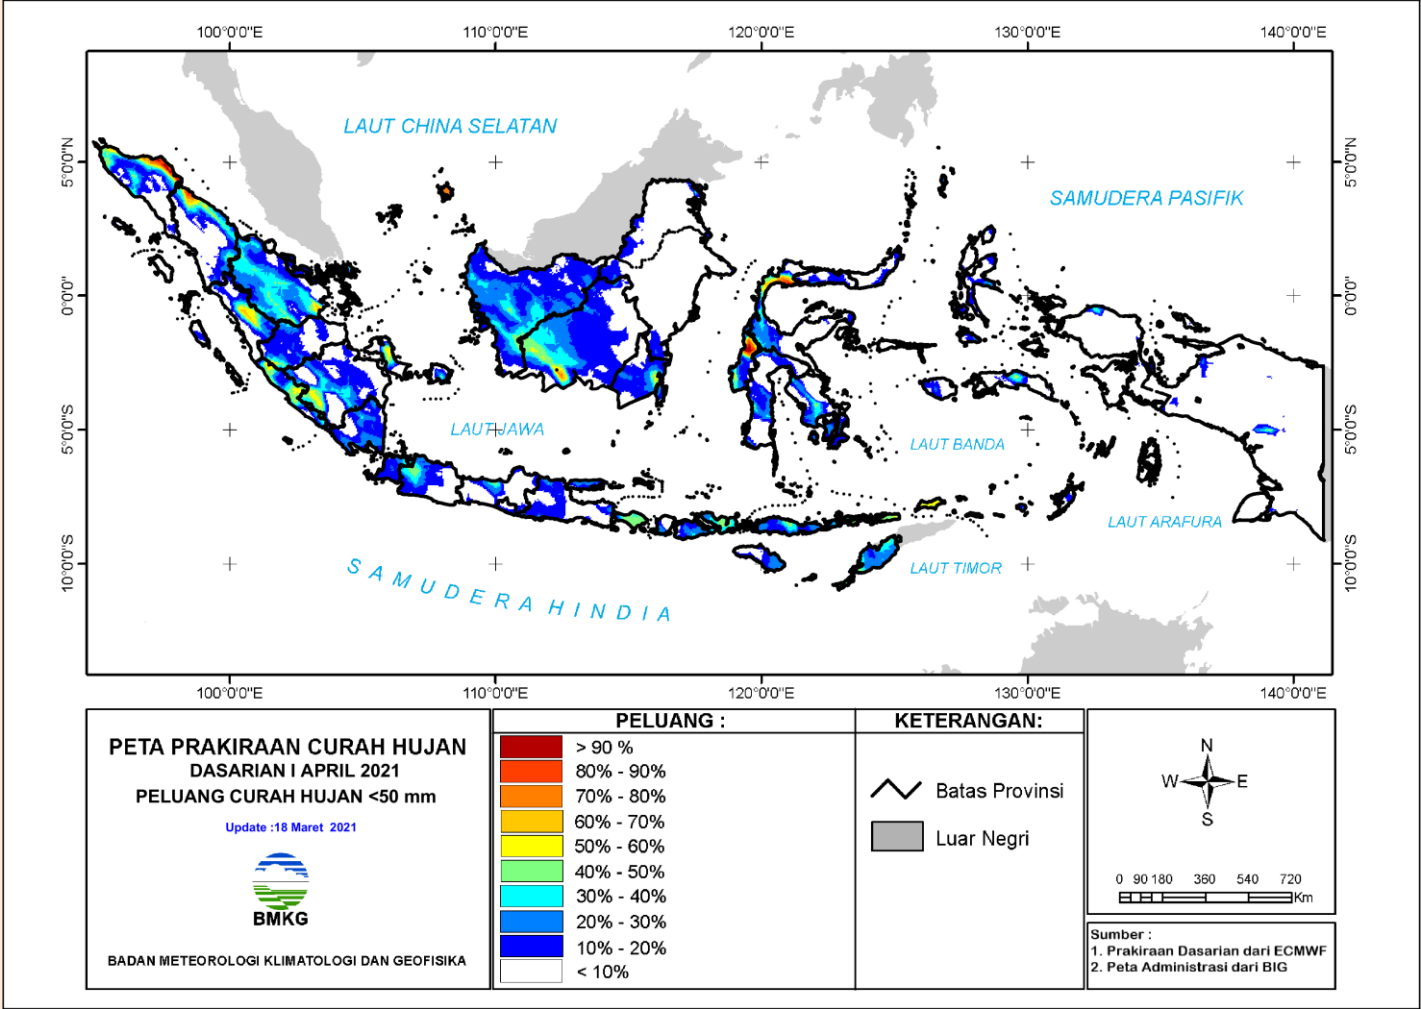 100°0'0"E 110°0'0"E 120°0'0"E 130°0'0"E 140°0'0"E
LAUT CHINA SELATAN
5°0'0"N 5°0'0"N
SAMUDERA PASIFIK
0°0'0" 0°0'0"
LAUT JAWA
5°0'0"S 5°0'0"S
LAUT BANDA
LAUT ARAFURA
10°0'0"S 10°0'0"S
LAUT TIMOR
SAMUDERA HINDIA
100°0'0"E 110°0'0"E 120°0'0"E 130°0'0"E 140°0'0"E
PETA PRAKIRAAN CURAH HUJAN
DASARIAN I APRIL 2021
PELUANG CURAH HUJAN <50 mm
Update :18 Maret 2021
BMKG
BADAN METEOROLOGI KLIMATOLOGI DAN GEOFISIKA
PELUANG :
> 90 %
80% - 90%
70% - 80%
60% - 70%
50% - 60%
40% - 50%
30% - 40%
20% - 30%
10% - 20%
< 10%
KETERANGAN:
Batas Provinsi
Luar Negri
N
W E
S
0 90 180 360 540 720
Km
Sumber :
1. Prakiraan Dasarian dari ECMWF
2. Peta Administrasi dari BIG